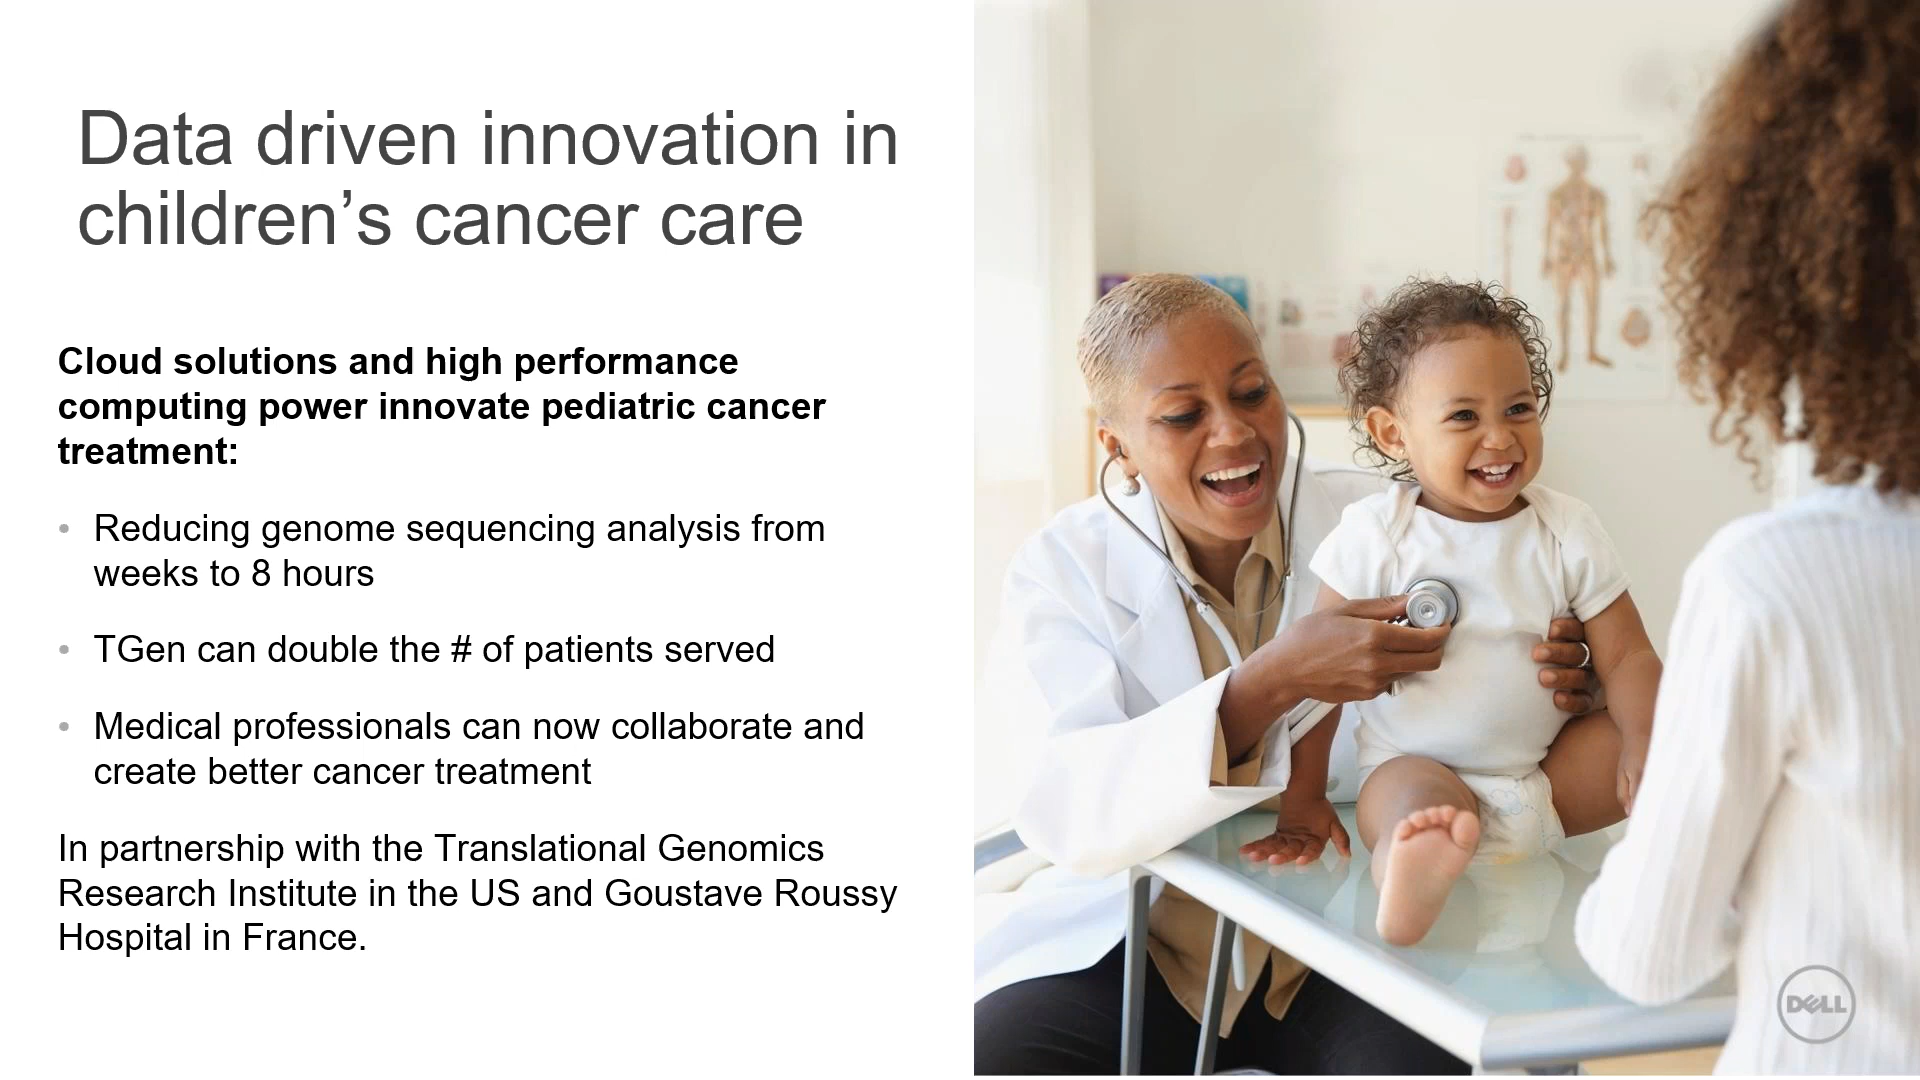 Data driven innovation in
children’s cancer care
Cloud solutions and high performance
computing power innovate pediatric cancer
treatment:
• Reducing genome sequencing analysis from
weeks to 8 hours
• TGen can double the # of patients served
• Medical professionals can now collaborate and
create better cancer treatment
In partnership with the Translational Genomics
Research Institute in the US and Goustave Roussy
Hospital in France.
DELL